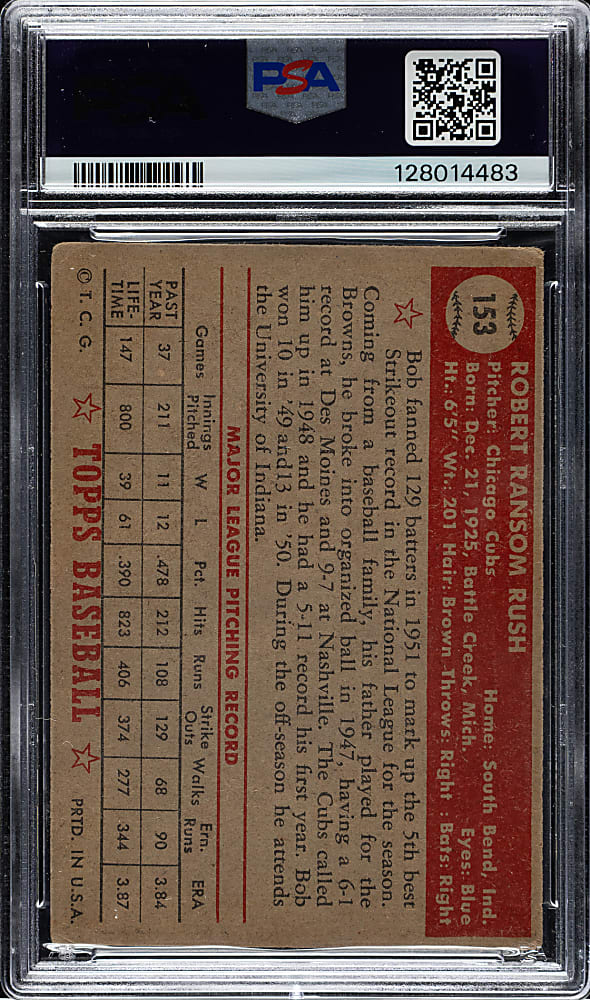 PSA
128014483
153
ROBERT RANSOM RUSH
Pitcher: Chicago Cubs Home: South Bend, Ind.
Born: Dec. 21, 1925, Battle Creek, Mich. Eyes: Blue
Ht.: 6'5" Wt.: 201 Hair: Brown Throws: Right : Bats: Right
Bob fanned 129 batters in 1951 to mark up the 5th best
Strikeout record in the National League for the season.
Coming from a baseball family, his father played for the
Browns, he broke into organized ball in 1947, having a 6-1
record at Des Moines and 9-7 at Nashville. The Cubs called
him up in 1948 and he had a 5-11 record his first year. Bob
won 10 in '49 and 13 in '50. During the off-season he attends
the University of Indiana.
MAJOR LEAGUE PITCHING RECORD
Games Innings Pitched W L Pct. Hits Runs Strike Outs Walks Ern. Runs ERA
PAST YEAR 37 211 11 12 .478 212 108 129 68 90 3.84
LIFE-TIME 147 800 39 61 .390 823 406 374 277 344 3.87
© T. C. G. TOPPS BASEBALL PRTD. IN U.S.A.